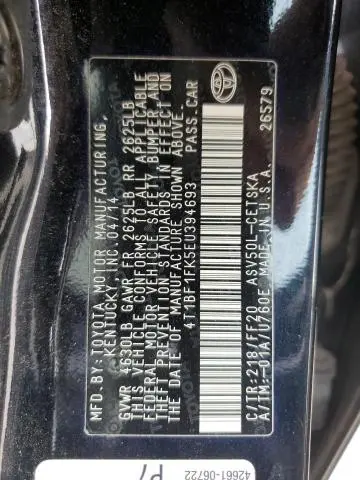 MFD.BY:TOYOTA MOTOR MANUFACTURING,
KENTUCKY, INC. 04/14
GVWR 4630LB GAWR FR 2625LB RR 2625LB
THIS VEHICLE CONFORMS TO ALL APPLICABLE
FEDERAL MOTOR VEHICLE SAFETY, BUMPER, AND
THEFT PREVENTION STANDARDS IN EFFECT ON
THE DATE OF MANUFACTURE SHOWN ABOVE.
4T1BF1FK5EU394693 PASS.CAR
C/TR:218/FF20 ASV50L-CETSKA
A/TM:-01A/U760E MADE IN U.S.A.
26579
42661-06722